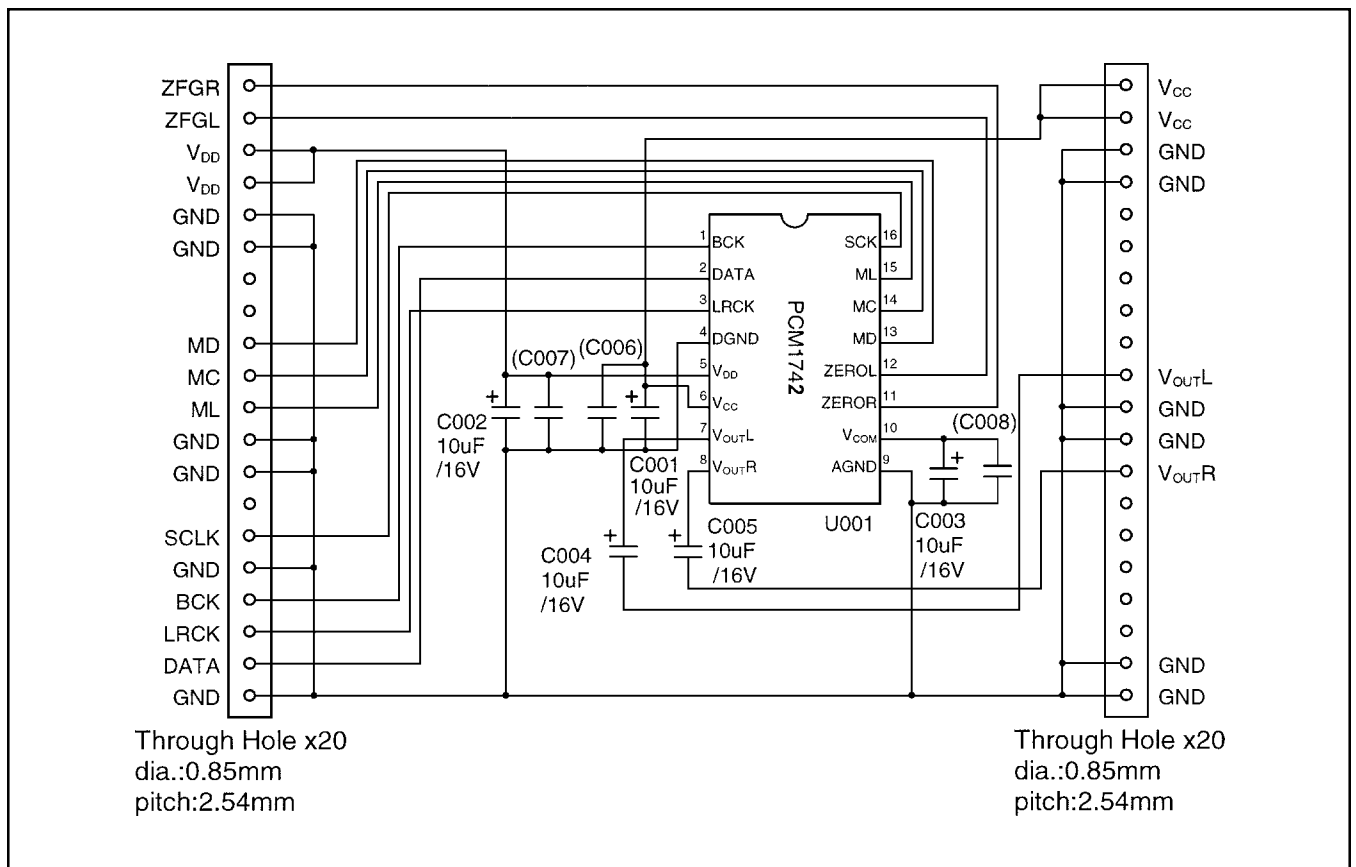 ZFGR
ZFGL
VDD
VDD
GND
GND
MD
MC
ML
GND
GND
SCLK
GND
BCK
LRCK
DATA
GND
Through Hole x20
dia.:0.85mm
pitch:2.54mm
(C007)
(C006)
C002
10uF
/16V
C001
10uF
/16V
C004
10uF
/16V
C005
10uF
/16V
1 BCK
2 DATA
3 LRCK
4 DGND
5 VDD
6 VCC
7 VOUTL
8 VOUTR
PCM1742
SCK 16
ML 15
MC 14
MD 13
ZEROL 12
ZEROR 11
VCOM 10
AGND 9
U001
(C008)
C003
10uF
/16V
VCC
VCC
GND
GND
VOUTL
GND
GND
VOUTR
GND
GND
Through Hole x20
dia.:0.85mm
pitch:2.54mm